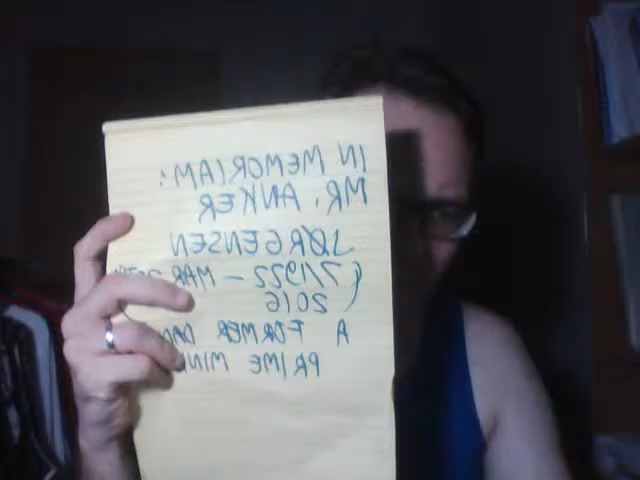 IN MEMORIAM:
MR. ANKER
JØRGENSEN
(7/1922 — MAR
2016
A FORMER
PRIME